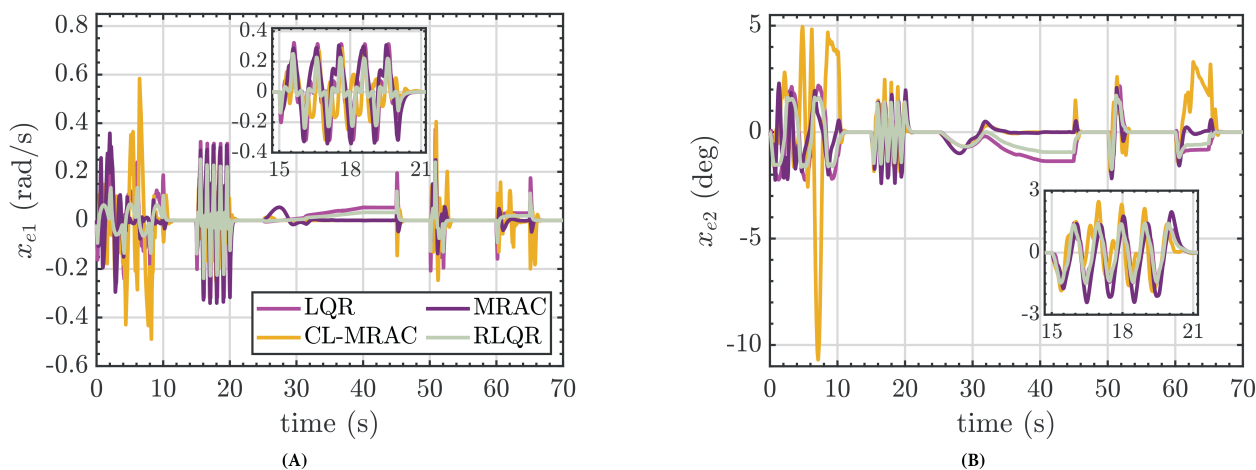 0.8
0.6
0.4
0.2
0
-0.2
-0.4
-0.6
x_{e1} (rad/s)
0.4
0.2
0
-0.2
-0.4
15 18 21
LQR MRAC
CL-MRAC RLQR
0 10 20 30 40 50 60 70
time (s)
(A)
5
0
-5
-10
x_{e2} (deg)
3
0
-3
15 18 21
0 10 20 30 40 50 60 70
time (s)
(B)